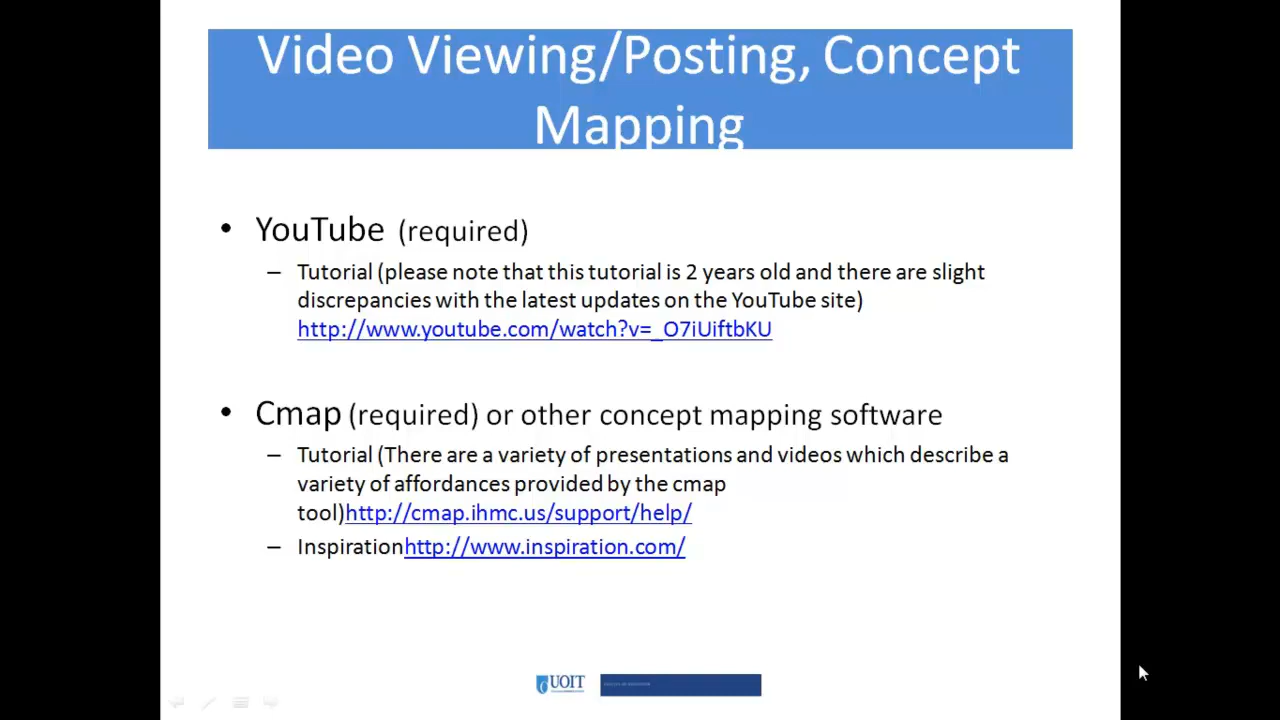 Video Viewing/Posting, Concept
Mapping
• YouTube (required)
– Tutorial (please note that this tutorial is 2 years old and there are slight
discrepancies with the latest updates on the YouTube site)
http://www.youtube.com/watch?v=_O7iUiftbKU
• Cmap (required) or other concept mapping software
– Tutorial (There are a variety of presentations and videos which describe a
variety of affordances provided by the cmap
tool)http://cmap.ihmc.us/support/help/
– Inspirationhttp://www.inspiration.com/
UOIT